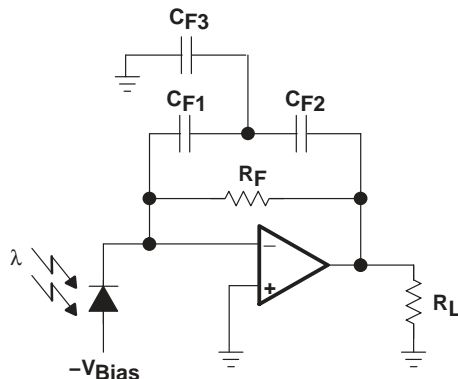 CF3
CF1
CF2
RF
λ
–
+
RL
–VBias